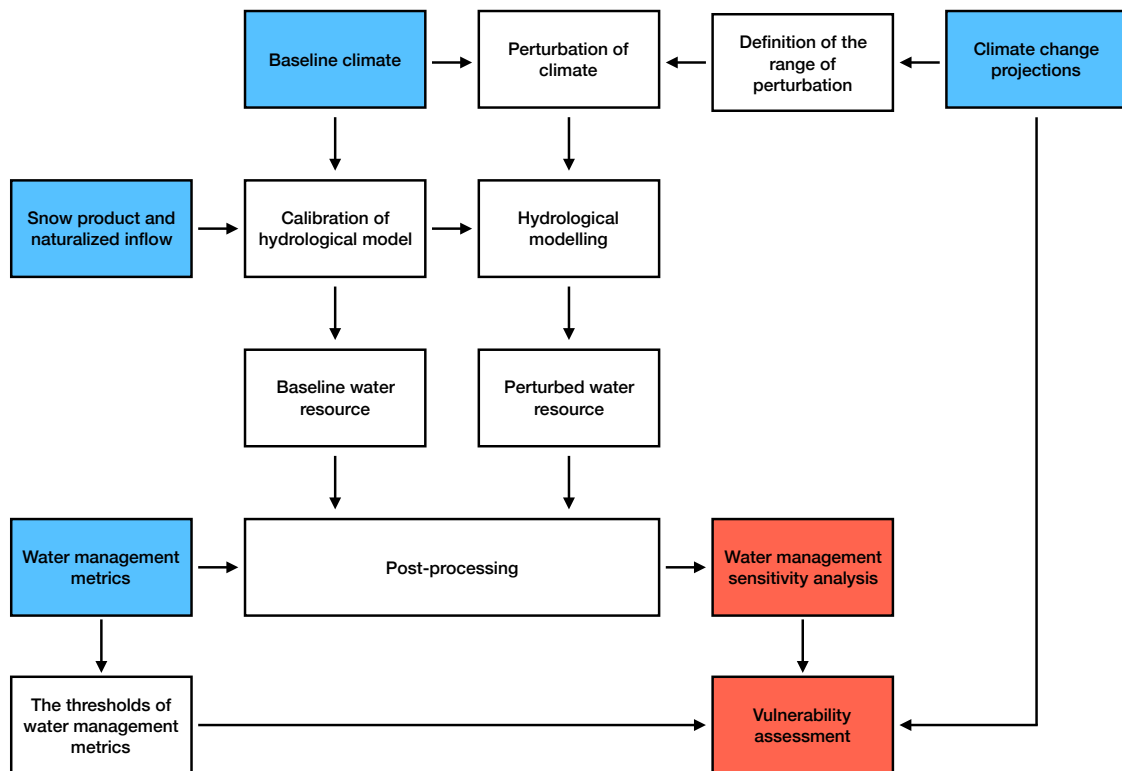 Baseline climate
Perturbation of
climate
Definition of the
range of
perturbation
Climate change
projections
Snow product and
naturalized inflow
Calibration of
hydrological model
Hydrological
modelling
Baseline water
resource
Perturbed water
resource
Water management
metrics
Post-processing
Water management
sensitivity analysis
The thresholds of
water management
metrics
Vulnerability
assessment